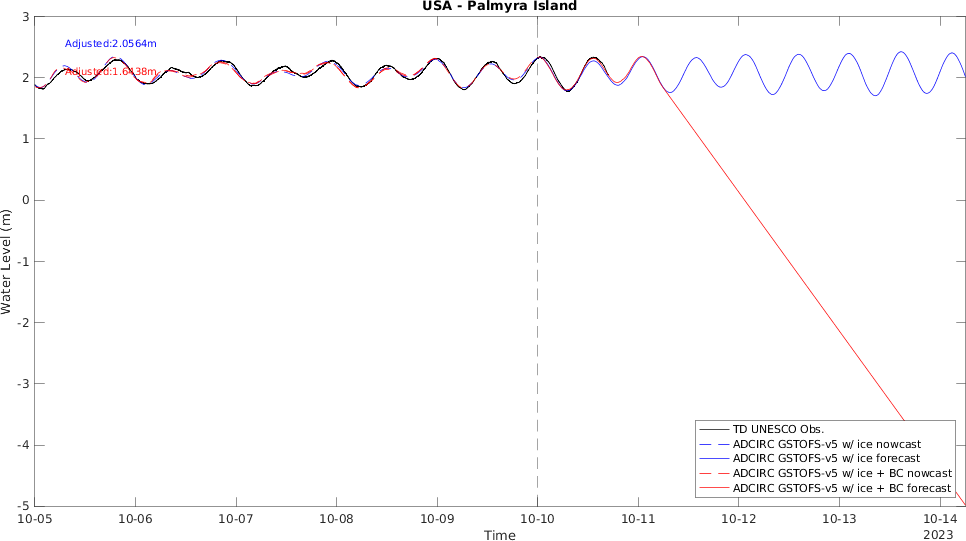 USA - Palmyra Island
3
2
1
0
-1
-2
-3
-4
-5
Water Level (m)
Adjusted:2.0564m
Adjusted:1.6438m
TD UNESCO Obs.
ADCIRC GSTOFS-v5 w/ ice nowcast
ADCIRC GSTOFS-v5 w/ ice forecast
ADCIRC GSTOFS-v5 w/ ice + BC nowcast
ADCIRC GSTOFS-v5 w/ ice + BC forecast
10-05 10-06 10-07 10-08 10-09 10-10 10-11 10-12 10-13 10-14
Time
2023